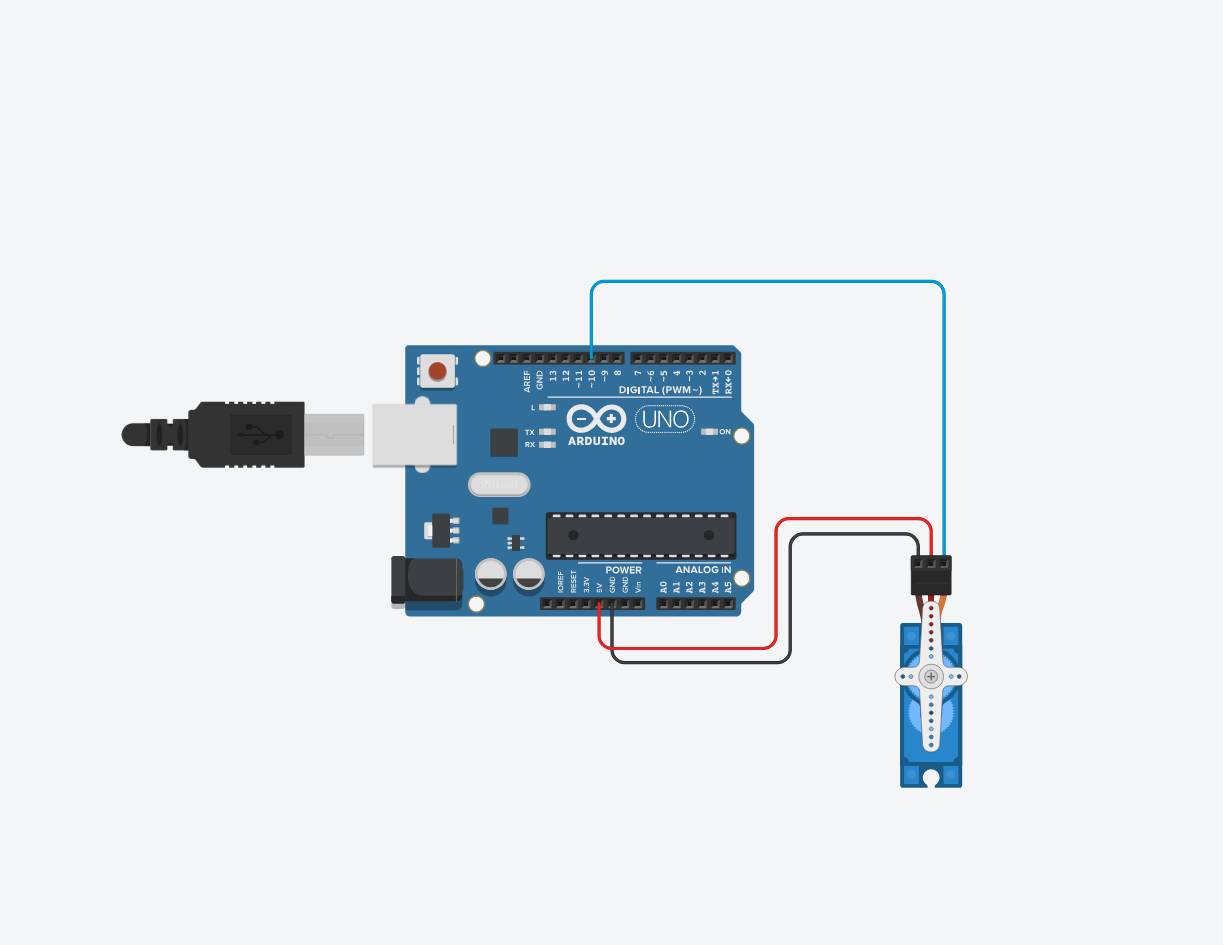 AREF
GND
13
12
~11
~10
~9
8
7
~6
~5
4
~3
2
TX→1
RX←0
DIGITAL (PWM~)
L
TX
RX
ARDUINO
UNO
ON
POWER
ANALOG IN
IOREF
RESET
3.3V
5V
GND
GND
Vin
A0
A1
A2
A3
A4
A5